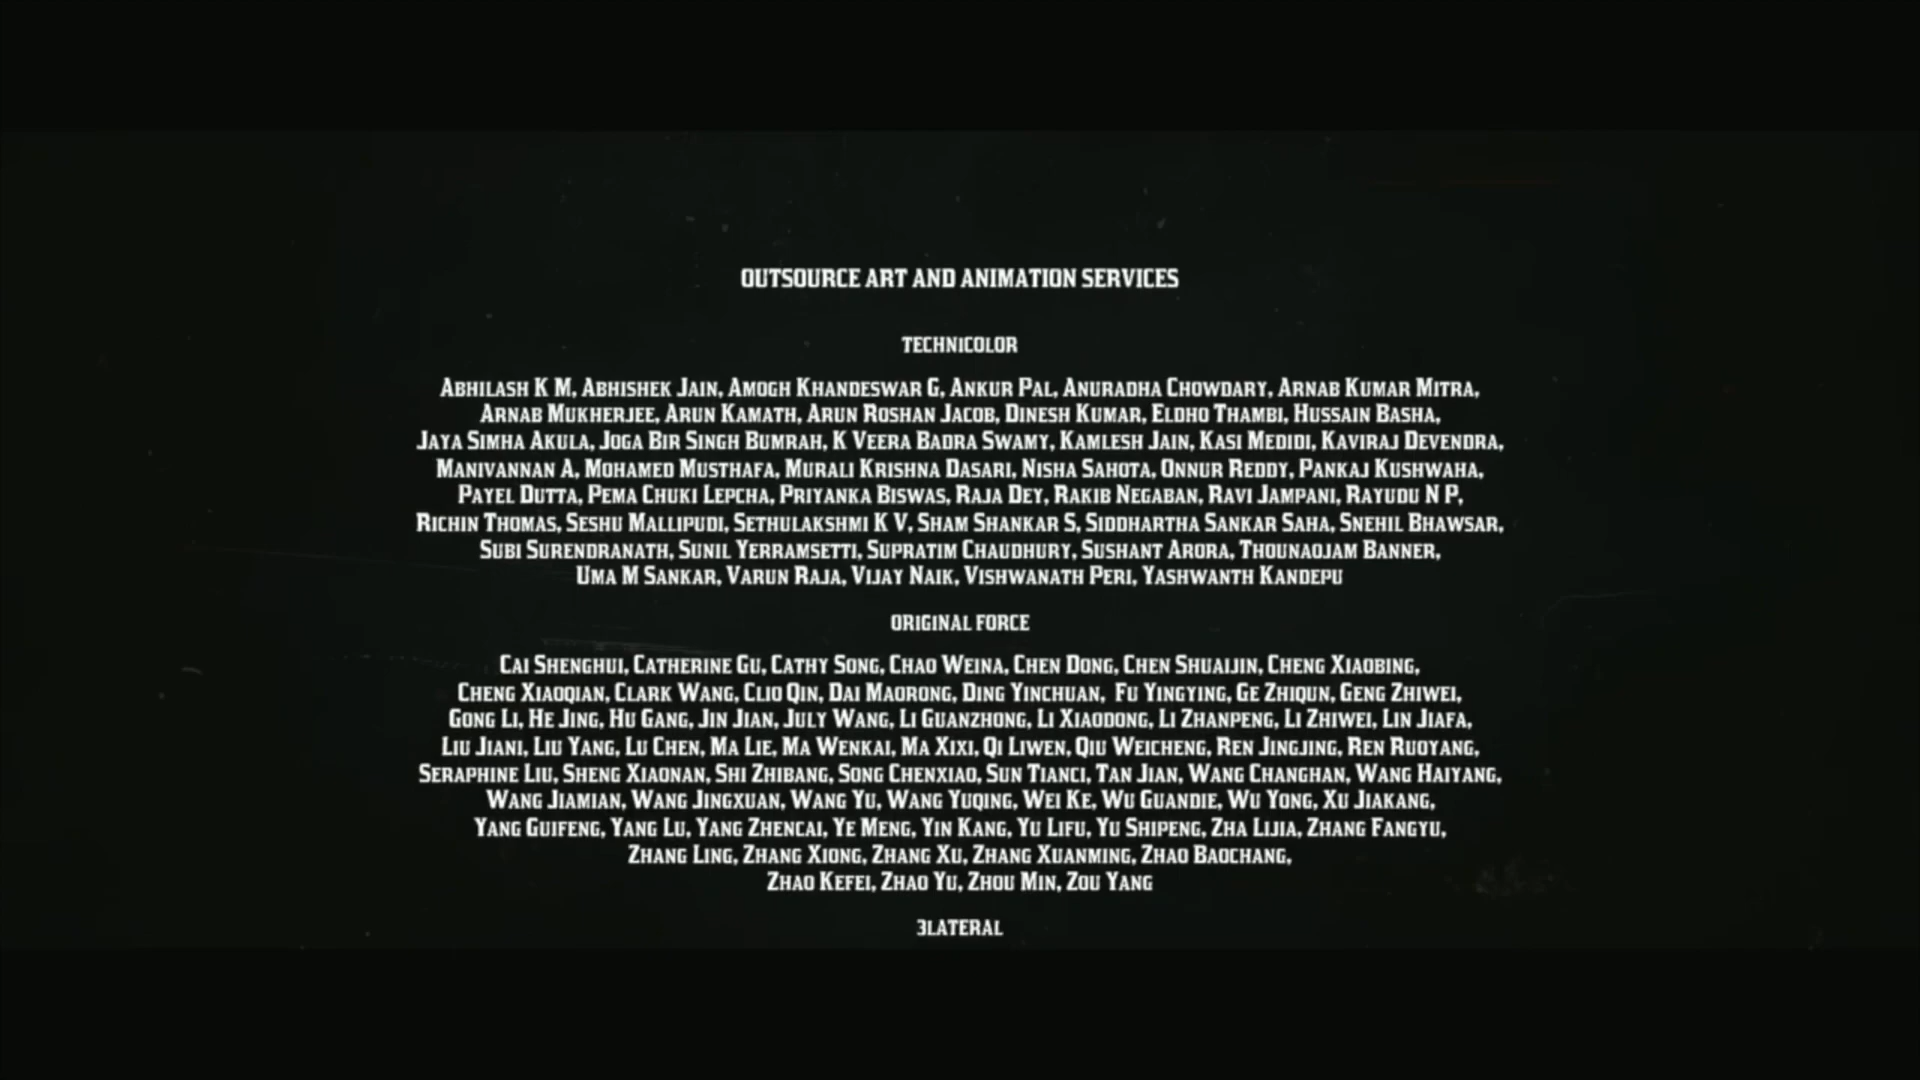 OUTSOURCE ART AND ANIMATION SERVICES
TECHNICOLOR
ABHILASH K M, ABHISHEK JAIN, AMOGH KHANDESWAR G, ANKUR PAL, ANURADHA CHOWDARY, ARNAB KUMAR MITRA,
ARNAB MUKHERJEE, ARUN KAMATH, ARUN ROSHAN JACOB, DINESH KUMAR, ELDHO THAMBI, HUSSAIN BASHA,
JAYA SIMHA AKULA, JOGA BIR SINGH BUMRAH, K VEERA BADRA SWAMY, KAMLESH JAIN, KASI MEDIDI, KAVIRAJ DEVENDRA,
MANIVANNAN A, MOHAMED MUSTHAFA, MURALI KRISHNA DASARI, NISHA SAHOTA, ONNUR REDDY, PANKAJ KUSHWAHA,
PAYEL DUTTA, PEMA CHUKI LEPCHA, PRIYANKA BISWAS, RAJA DEY, RAKIB NEGABAN, RAVI JAMPANI, RAYUDU N P,
RICHIN THOMAS, SESHU MALLIPUDI, SETHULAKSHMI K V, SHAM SHANKAR S, SIDDHARTHA SANKAR SAHA, SNEHIL BHAWSAR,
SUBI SURENDRANATH, SUNIL YERRAMSETTI, SUPRATIM CHAUDHURY, SUSHANT ARORA, THOUNAOJAM BANNER,
UMA M SANKAR, VARUN RAJA, VIJAY NAIK, VISHWANATH PERI, YASHWANTH KANDEPU
ORIGINAL FORCE
CAI SHENGHUI, CATHERINE GU, CATHY SONG, CHAO WEINA, CHEN DONG, CHEN SHUAIJIN, CHENG XIAOBING,
CHENG XIAOQIAN, CLARK WANG, CLIO QIN, DAI MAORONG, DING YINCHUAN, FU YINGYING, GE ZHIQUN, GENG ZHIWEI,
GONG LI, HE JING, HU GANG, JIN JIAN, JULY WANG, LI GUANZHONG, LI XIAODONG, LI ZHANPENG, LI ZHIWEI, LIN JIAFA,
LIU JIANI, LIU YANG, LU CHEN, MA LIE, MA WENKAI, MA XIXI, QI LIWEN, QIU WEICHENG, REN JINGJING, REN RUOYANG,
SERAPHINE LIU, SHENG XIAONAN, SHI ZHIBANG, SONG CHENXIAO, SUN TIANCI, TAN JIAN, WANG CHANGHAN, WANG HAIYANG,
WANG JIAMIAN, WANG JINGXUAN, WANG YU, WANG YUQING, WEI KE, WU GUANDIE, WU YONG, XU JIAKANG,
YANG GUIFENG, YANG LU, YANG ZHENCAI, YE MENG, YIN KANG, YU LIFU, YU SHIPENG, ZHA LIJIA, ZHANG FANGYU,
ZHANG LING, ZHANG XIONG, ZHANG XU, ZHANG XUANMING, ZHAO BAOCHANG,
ZHAO KEFEI, ZHAO YU, ZHOU MIN, ZOU YANG
3LATERAL